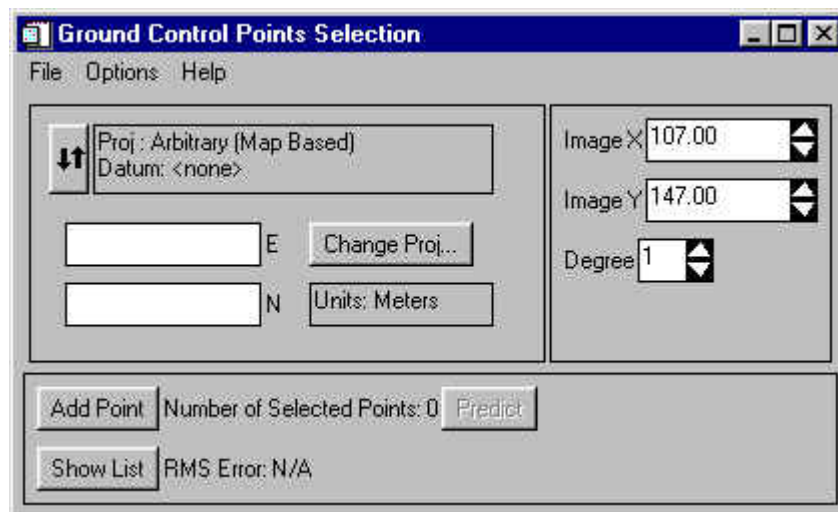 Ground Control Points Selection
File Options Help
Proj : Arbitrary (Map Based)
Datum: <none>
E
Change Proj...
N
Units: Meters
Image X 107.00
Image Y 147.00
Degree 1
Add Point Number of Selected Points: 0 Predict
Show List RMS Error: N/A